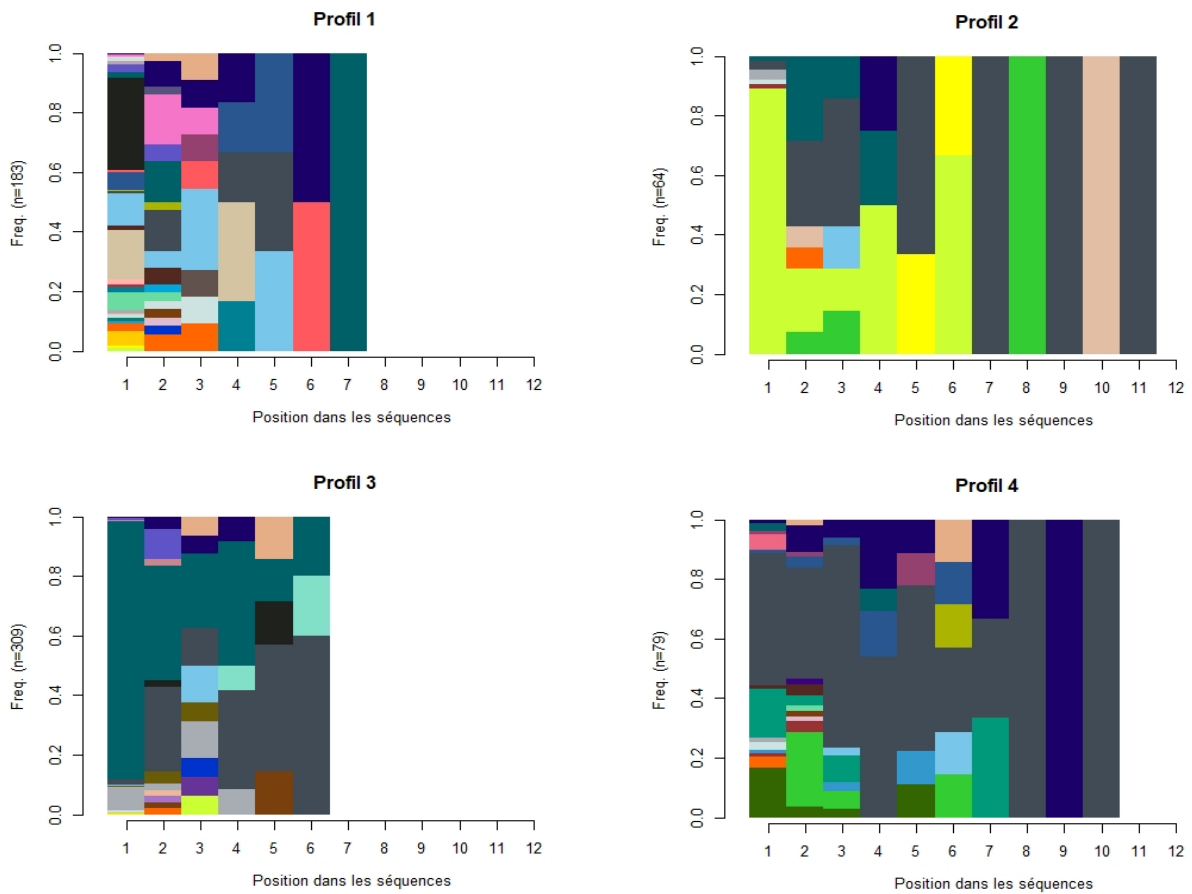 Profil 1
1.0
0.8
0.6
0.4
0.2
0.0
Freq. (n=183)
1 2 3 4 5 6 7 8 9 10 11 12
Position dans les séquences
Profil 2
1.0
0.8
0.6
0.4
0.2
0.0
Freq. (n=64)
1 2 3 4 5 6 7 8 9 10 11 12
Position dans les séquences
Profil 3
1.0
0.8
0.6
0.4
0.2
0.0
Freq. (n=309)
1 2 3 4 5 6 7 8 9 10 11 12
Position dans les séquences
Profil 4
1.0
0.8
0.6
0.4
0.2
0.0
Freq. (n=79)
1 2 3 4 5 6 7 8 9 10 11 12
Position dans les séquences